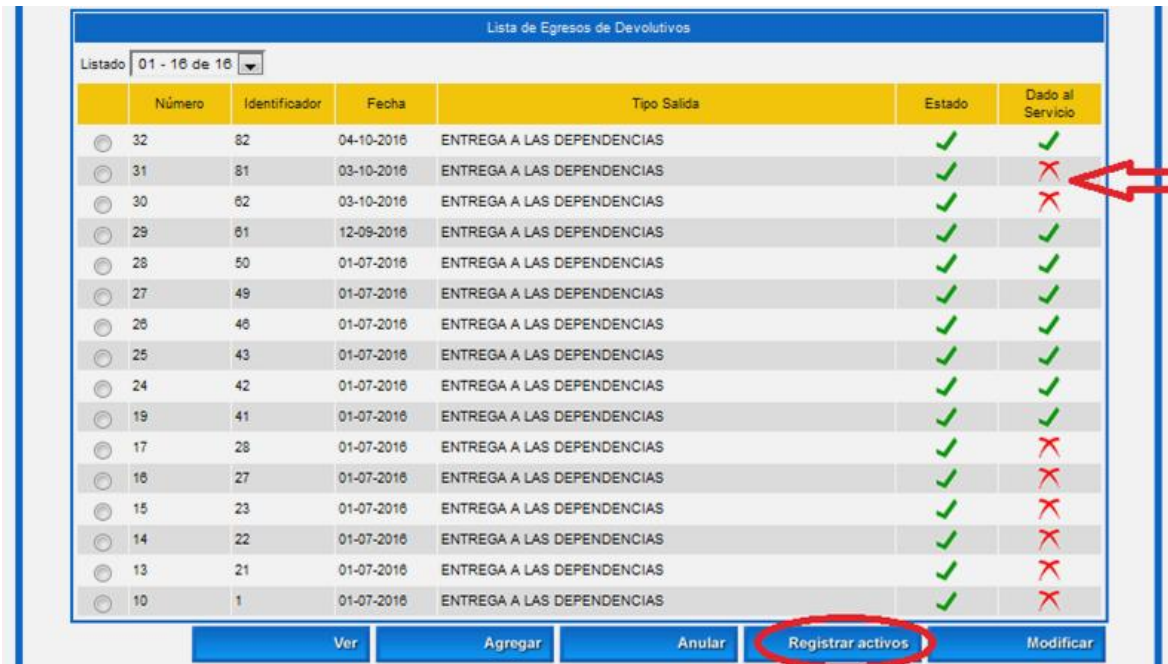 Lista de Egresos de Devolutivos
Listado 01 - 16 de 16
Número Identificador Fecha Tipo Salida Estado Dado al Servicio
32 82 04-10-2016 ENTREGA A LAS DEPENDENCIAS
31 81 03-10-2016 ENTREGA A LAS DEPENDENCIAS
30 62 03-10-2016 ENTREGA A LAS DEPENDENCIAS
29 61 12-09-2016 ENTREGA A LAS DEPENDENCIAS
28 50 01-07-2016 ENTREGA A LAS DEPENDENCIAS
27 49 01-07-2016 ENTREGA A LAS DEPENDENCIAS
26 46 01-07-2016 ENTREGA A LAS DEPENDENCIAS
25 43 01-07-2016 ENTREGA A LAS DEPENDENCIAS
24 42 01-07-2016 ENTREGA A LAS DEPENDENCIAS
19 41 01-07-2016 ENTREGA A LAS DEPENDENCIAS
17 28 01-07-2016 ENTREGA A LAS DEPENDENCIAS
16 27 01-07-2016 ENTREGA A LAS DEPENDENCIAS
15 23 01-07-2016 ENTREGA A LAS DEPENDENCIAS
14 22 01-07-2016 ENTREGA A LAS DEPENDENCIAS
13 21 01-07-2016 ENTREGA A LAS DEPENDENCIAS
10 1 01-07-2016 ENTREGA A LAS DEPENDENCIAS
Ver Agregar Anular Registrar activos Modificar